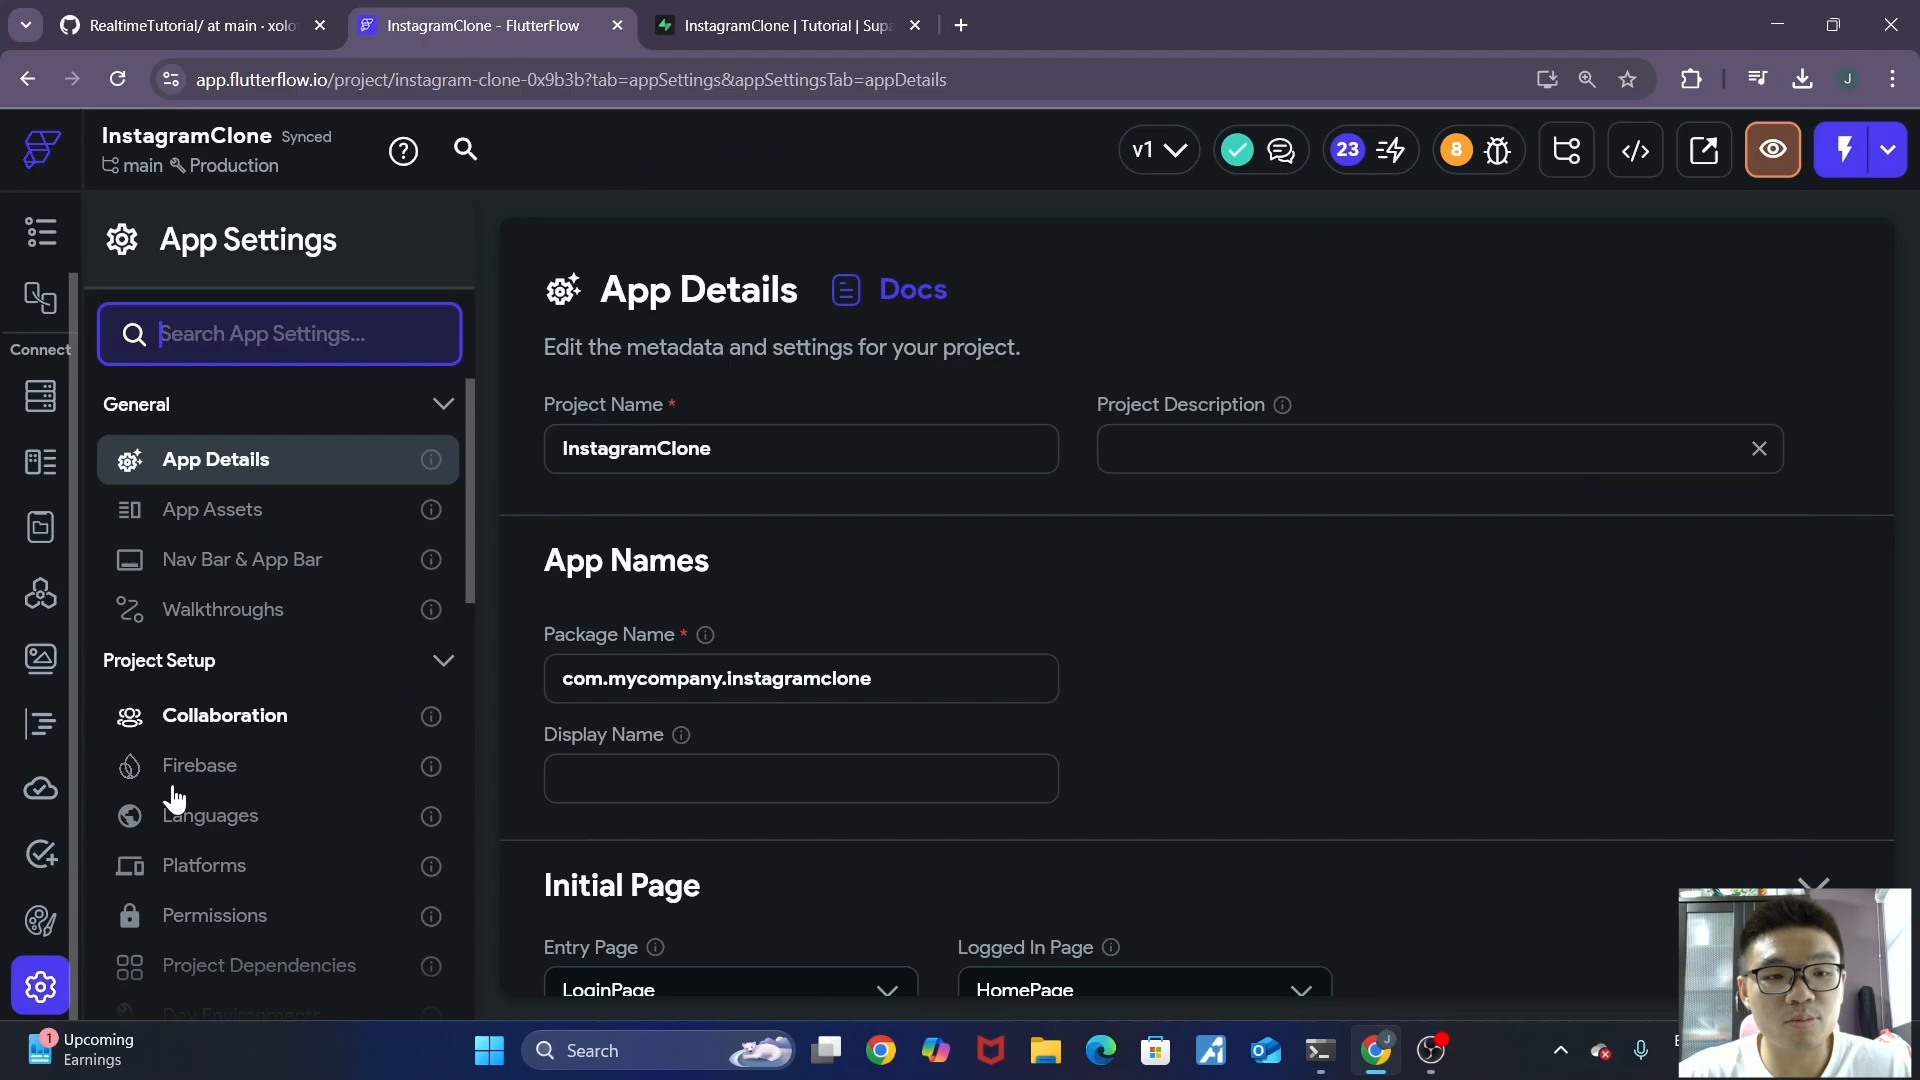 RealtimeTutorial/ at main · xolo
InstagramClone - FlutterFlow
InstagramClone | Tutorial | Supa
app.flutterflow.io/project/instagram-clone-0x9b3b?tab=appSettings&appSettingsTab=appDetails
J
InstagramClone Synced
main Production
v1
23
8
App Settings
Search App Settings...
General
App Details
App Assets
Nav Bar & App Bar
Walkthroughs
Project Setup
Collaboration
Firebase
Languages
Platforms
Permissions
Project Dependencies
Dev Environments
Connect
App Details
Docs
Edit the metadata and settings for your project.
Project Name *
InstagramClone
Project Description
App Names
Package Name *
com.mycompany.instagramclone
Display Name
Initial Page
Entry Page
LoginPage
Logged In Page
HomePage
1
Upcoming
Earnings
Search